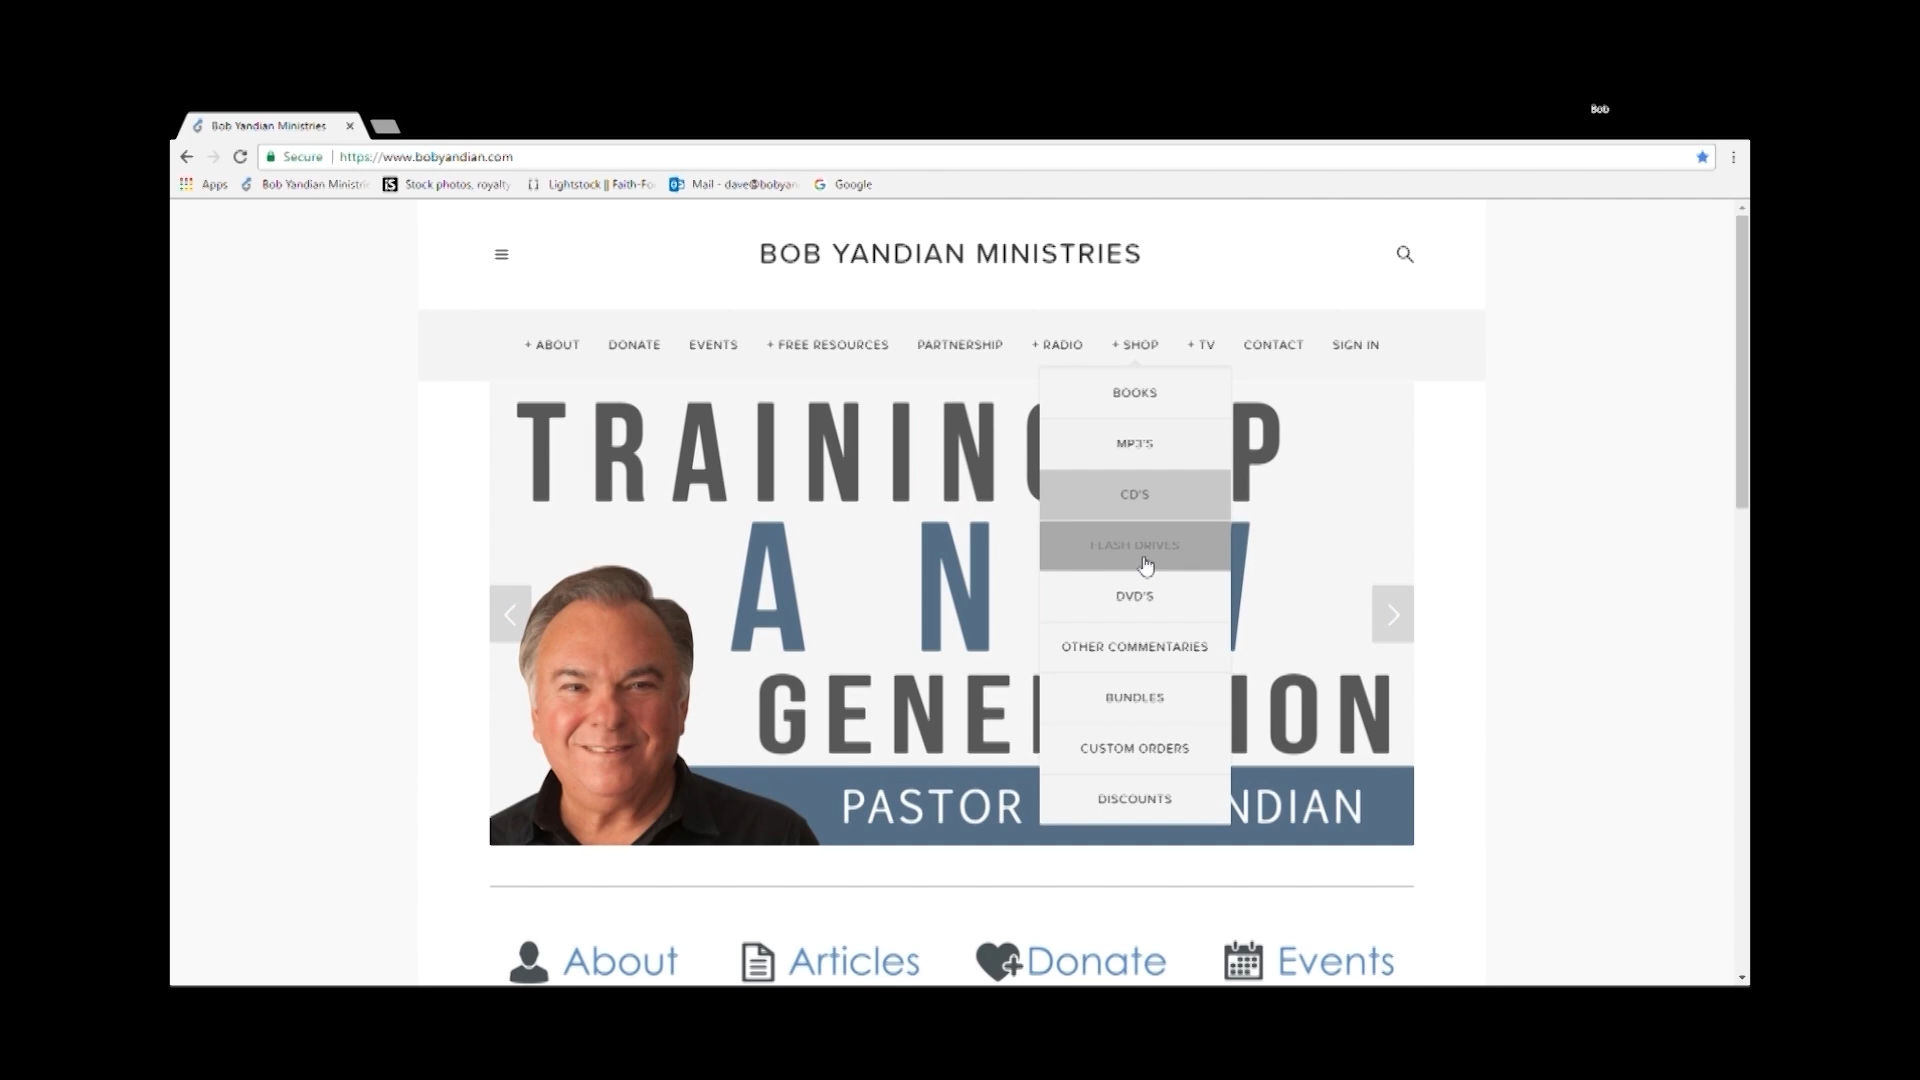 Bob
Bob Yandian Ministries
Secure | https://www.bobyandian.com
Apps Bob Yandian Ministri Stock photos, royalty Lightstock || Faith-Fo Mail - dave@bobyan Google
BOB YANDIAN MINISTRIES
+ ABOUT DONATE EVENTS + FREE RESOURCES PARTNERSHIP + RADIO + SHOP + TV CONTACT SIGN IN
BOOKS
MP3'S
CD'S
FLASH DRIVES
DVD'S
OTHER COMMENTARIES
BUNDLES
CUSTOM ORDERS
DISCOUNTS
TRAINING P
A N
GENE ION
PASTOR NDIAN
About Articles Donate Events